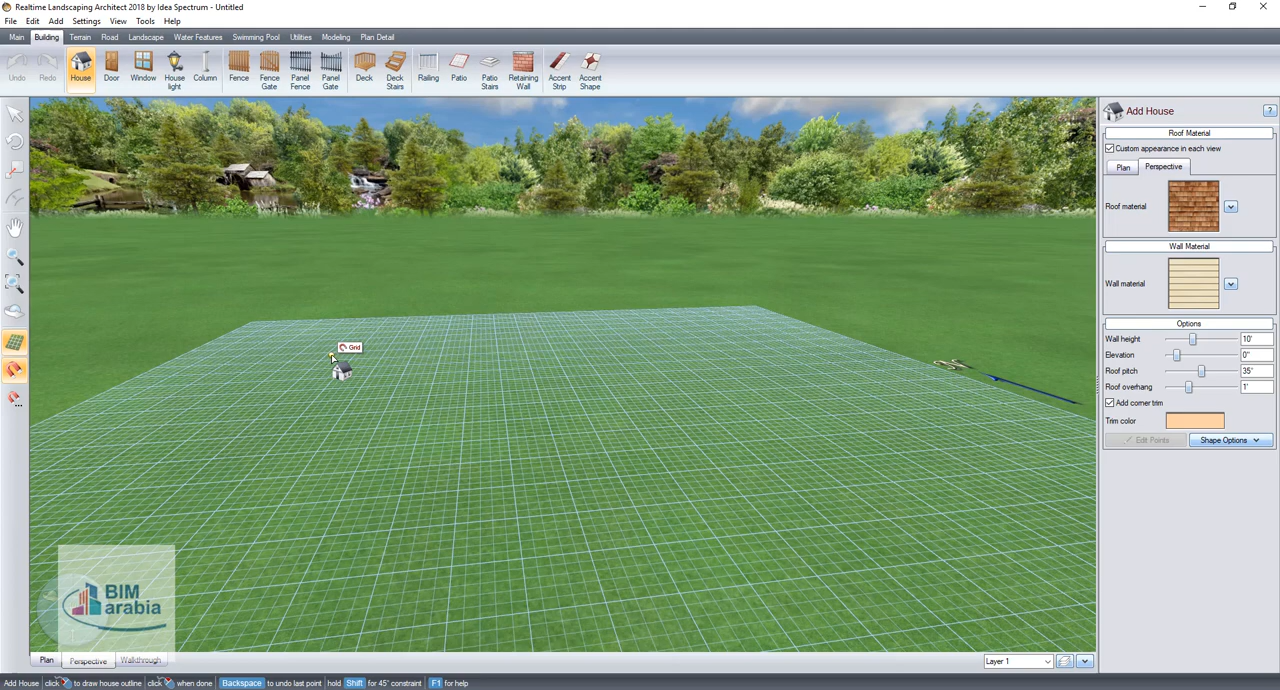 Realtime Landscaping Architect 2018 by Idea Spectrum - Untitled
File Edit Add Settings View Tools Help
Main Building Terrain Road Landscape Water Features Swimming Pool Utilities Modeling Plan Detail
Undo Redo House Door Window House light Column Fence Fence Gate Panel Fence Panel Gate Deck Deck Stairs Railing Patio Patio Stairs Retaining Wall Accent Strip Accent Shape
Add House ?
Roof Material
Custom appearance in each view
Plan Perspective
Roof material
Wall Material
Wall material
Options
Wall height 10'
Elevation 0"
Roof pitch 35°
Roof overhang 1'
Add corner trim
Trim color
Edit Points Shape Options
Grid
BIM
arabia
Plan Perspective Walkthrough
Layer 1
Add House click to draw house outline click when done Backspace to undo last point hold Shift for 45° constraint F1 for help